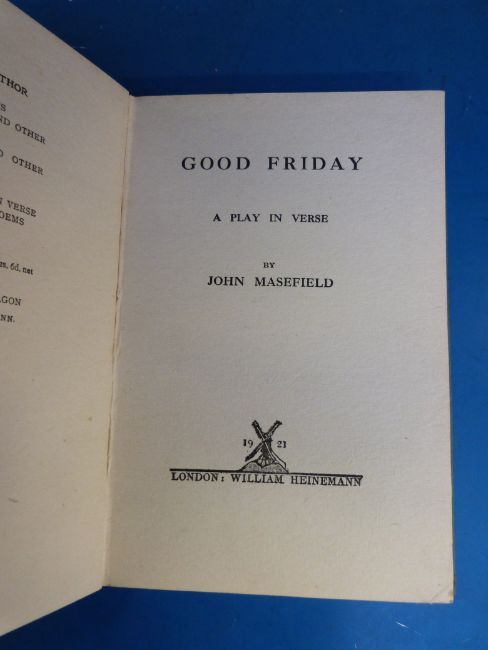 THOR
S
ND OTHER
OTHER
N VERSE
OEMS
6d. net
GON
NN.
GOOD FRIDAY
A PLAY IN VERSE
BY
JOHN MASEFIELD
19 21
LONDON: WILLIAM HEINEMANN